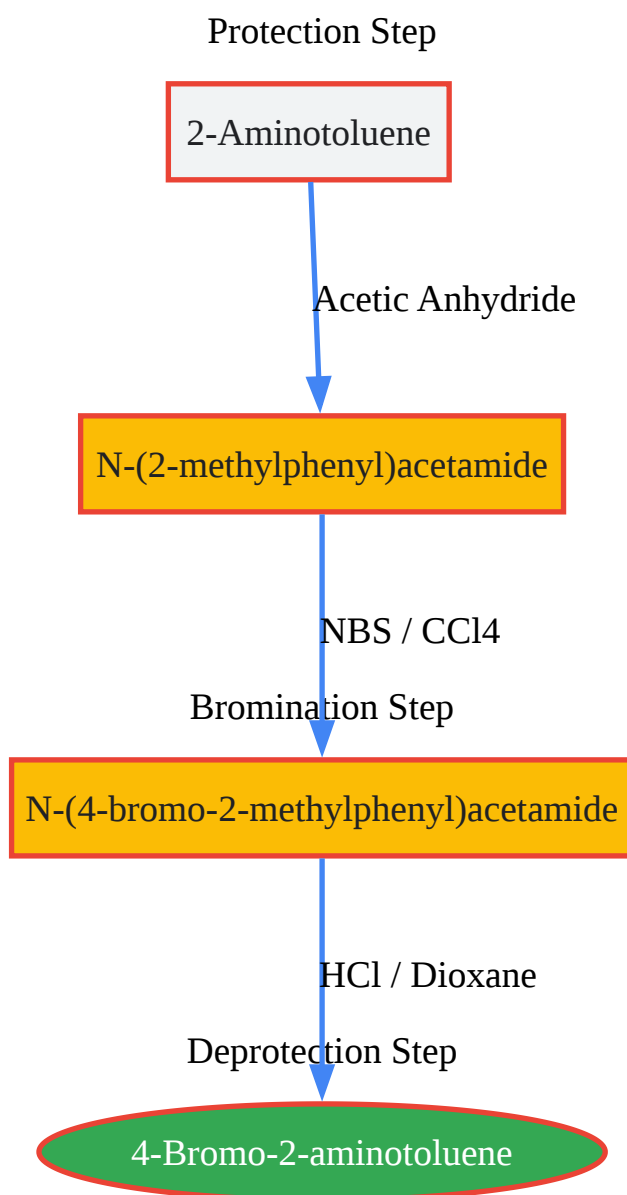 Protection Step
2-Aminotoluene
Acetic Anhydride
N-(2-methylphenyl)acetamide
NBS / CCl4
Bromination Step
N-(4-bromo-2-methylphenyl)acetamide
HCl / Dioxane
Deprotection Step
4-Bromo-2-aminotoluene